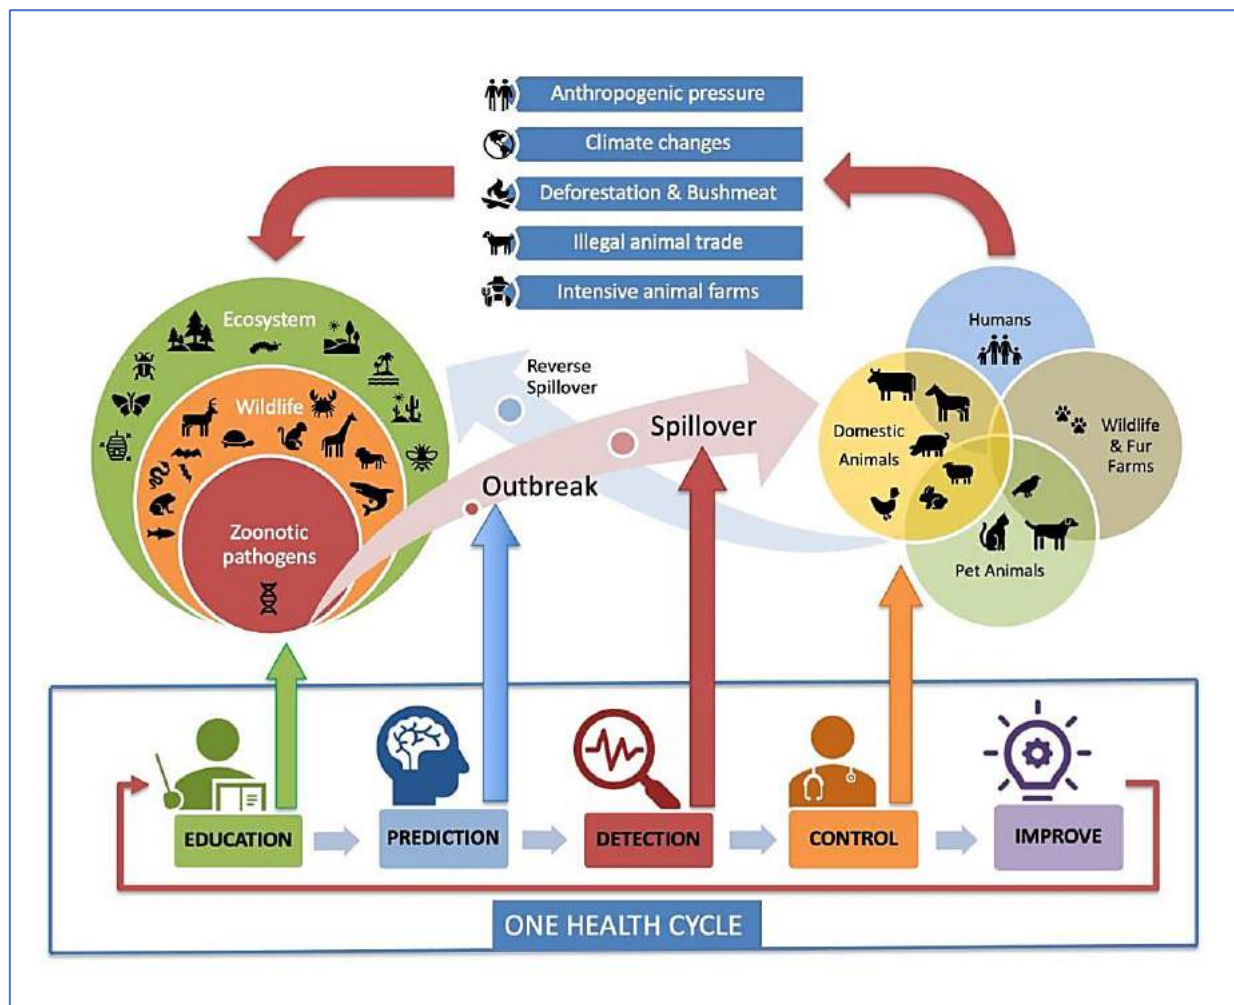 Anthropogenic pressure
Climate changes
Deforestation & Bushmeat
Illegal animal trade
Intensive animal farms
Ecosystem
Wildlife
Zoonotic
pathogens
Reverse
Spillover
Spillover
Outbreak
Humans
Domestic
Animals
Wildlife
& Fur
Farms
Pet Animals
EDUCATION
PREDICTION
DETECTION
CONTROL
IMPROVE
ONE HEALTH CYCLE